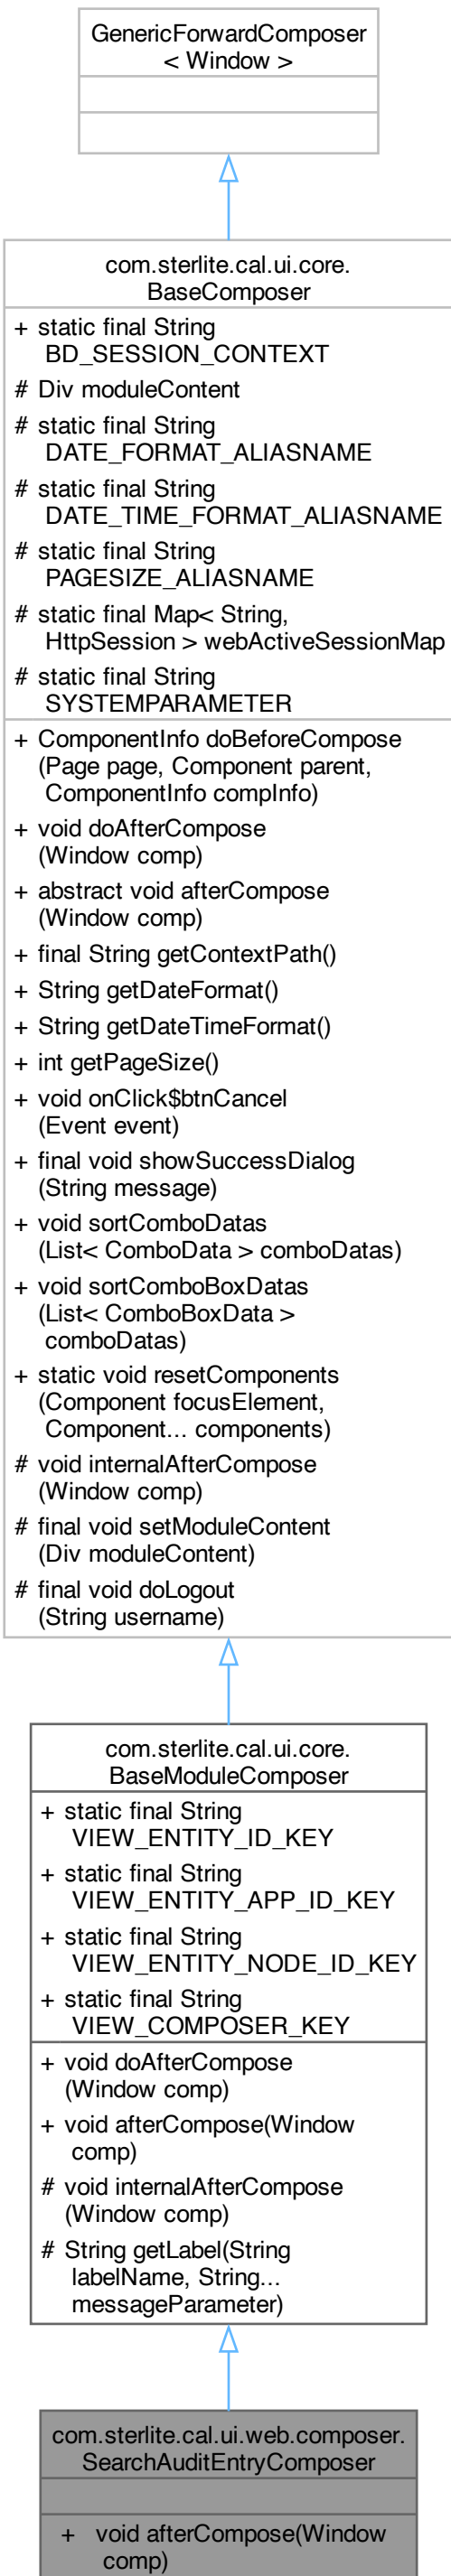 GenericForwardComposer
< Window >
com.sterlite.cal.ui.core.
BaseComposer
+ static final String
BD_SESSION_CONTEXT
# Div moduleContent
# static final String
DATE_FORMAT_ALIASNAME
# static final String
DATE_TIME_FORMAT_ALIASNAME
# static final String
PAGESIZE_ALIASNAME
# static final Map< String,
HttpSession > webActiveSessionMap
# static final String
SYSTEMPARAMETER
+ ComponentInfo doBeforeCompose
(Page page, Component parent,
ComponentInfo compInfo)
+ void doAfterCompose
(Window comp)
+ abstract void afterCompose
(Window comp)
+ final String getContextPath()
+ String getDateFormat()
+ String getDateTimeFormat()
+ int getPageSize()
+ void onClick$btnCancel
(Event event)
+ final void showSuccessDialog
(String message)
+ void sortComboDatas
(List< ComboData > comboDatas)
+ void sortComboBoxDatas
(List< ComboBoxData >
comboDatas)
+ static void resetComponents
(Component focusElement,
Component... components)
# void internalAfterCompose
(Window comp)
# final void setModuleContent
(Div moduleContent)
# final void doLogout
(String username)
com.sterlite.cal.ui.core.
BaseModuleComposer
+ static final String
VIEW_ENTITY_ID_KEY
+ static final String
VIEW_ENTITY_APP_ID_KEY
+ static final String
VIEW_ENTITY_NODE_ID_KEY
+ static final String
VIEW_COMPOSER_KEY
+ void doAfterCompose
(Window comp)
+ void afterCompose(Window
comp)
# void internalAfterCompose
(Window comp)
# String getLabel(String
labelName, String...
messageParameter)
com.sterlite.cal.ui.web.composer.
SearchAuditEntryComposer
+ void afterCompose(Window
comp)